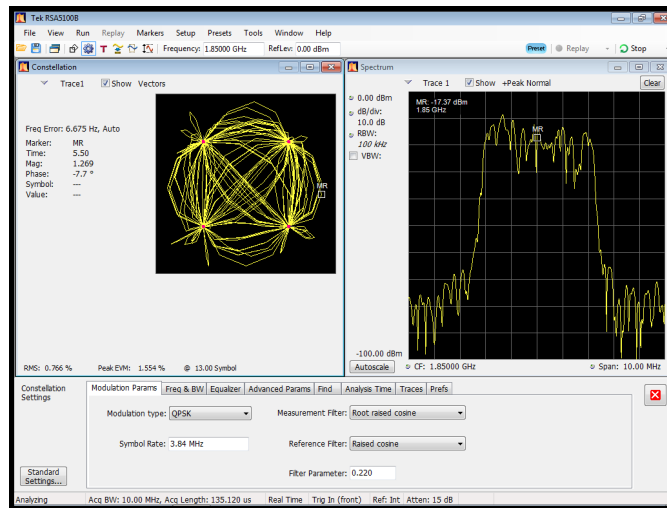 Tek RSA5100B
File View Run Replay Markers Setup Presets Tools Window Help
Frequency: 1.85000 GHz RefLev: 0.00 dBm Preset Replay Stop
Constellation
Trace1 Show Vectors
Freq Error: 6.675 Hz, Auto
Marker: MR
Time: 5.50
Mag: 1.269
Phase: -7.7 °
Symbol: ---
Value: ---
MR
RMS: 0.766 % Peak EVM: 1.554 % @ 13.00 Symbol
Spectrum
Trace 1 Show +Peak Normal Clear
0.00 dBm
dB/div:
10.0 dB
RBW:
100 kHz
VBW:
MR: -17.37 dBm
1.85 GHz
MR
-100.00 dBm
Autoscale CF: 1.85000 GHz Span: 10.00 MHz
Constellation
Settings
Modulation Params Freq & BW Equalizer Advanced Params Find Analysis Time Traces Prefs
Modulation type: QPSK Measurement Filter: Root raised cosine
Symbol Rate: 3.84 MHz Reference Filter: Raised cosine
Filter Parameter: 0.220
Standard
Settings...
Analyzing Acq BW: 10.00 MHz, Acq Length: 135.120 us Real Time Trig In (front) Ref: Int Atten: 15 dB